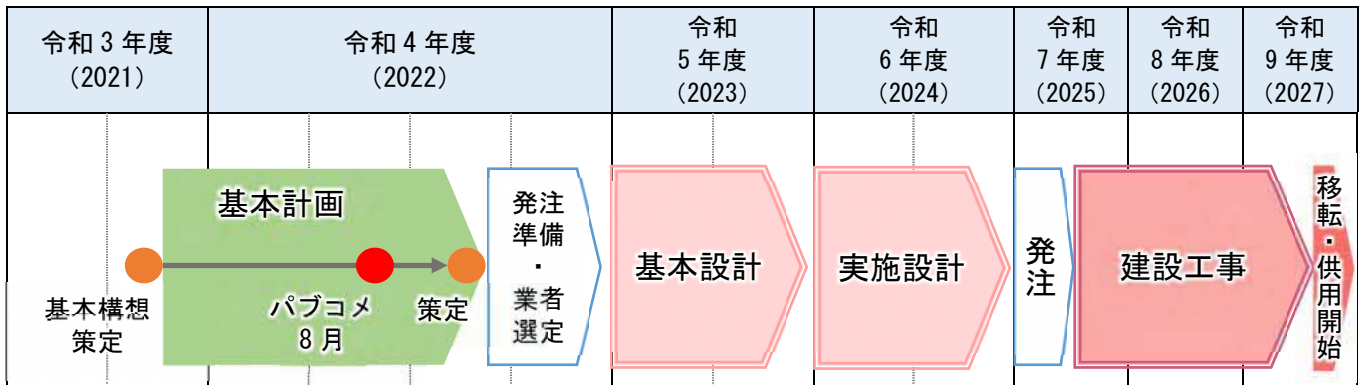 令和3年度
(2021)
令和4年度
(2022)
令和
5年度
(2023)
令和
6年度
(2024)
令和
7年度
(2025)
令和
8年度
(2026)
令和
9年度
(2027)
基本計画
基本構想
策定
パブコメ
8月
策定
発注
準備
・
業者
選定
基本設計
実施設計
発注
建設工事
移転・供用開始